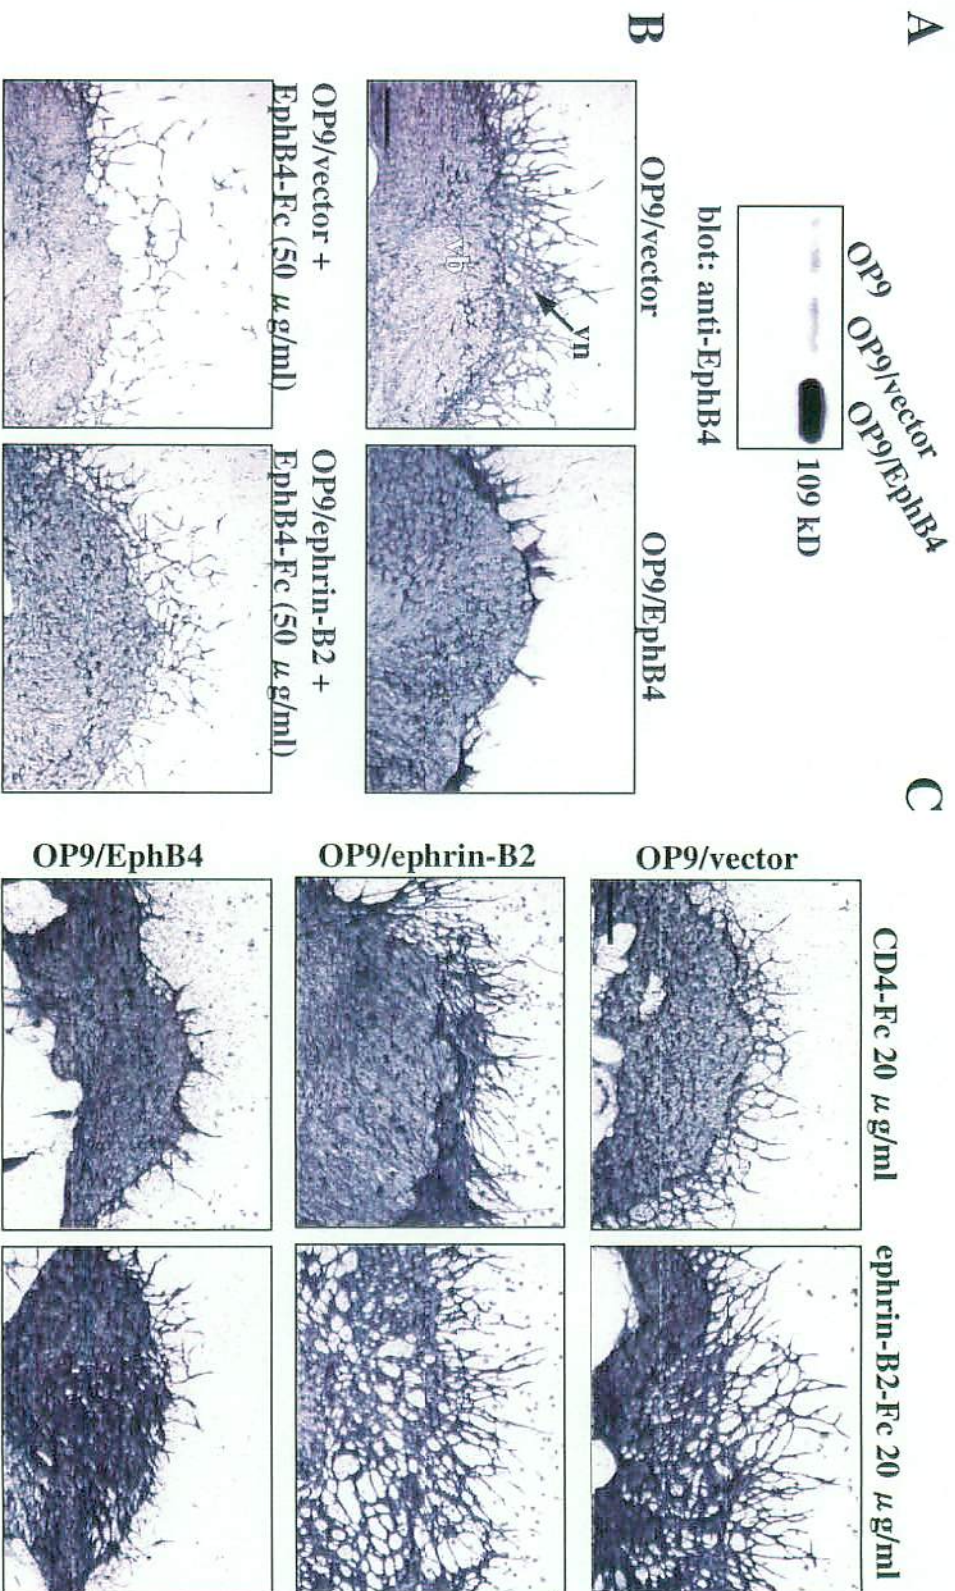 A
OP9
OP9/vector
OP9/EphB4
109 kD
blot: anti-EphB4
B
OP9/vector
OP9/EphB4
vn
vb
OP9/vector +
EphB4-Fc (50 μg/ml)
OP9/ephrin-B2 +
EphB4-Fc (50 μg/ml)
C
CD4-Fc 20 μg/ml
ephrin-B2-Fc 20 μg/ml
OP9/vector
OP9/ephrin-B2
OP9/EphB4